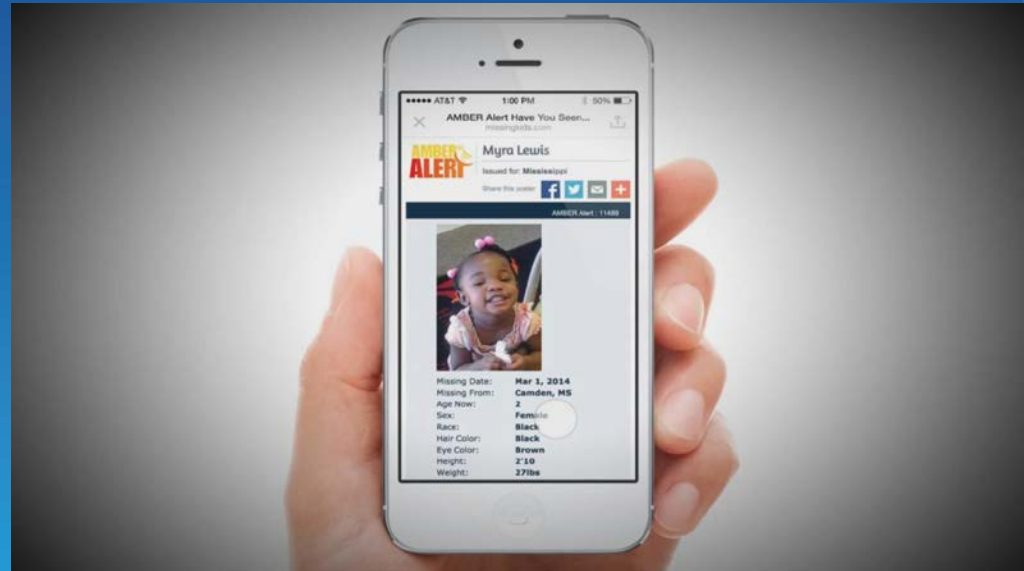 AT&T 1:00 PM 50%
AMBER Alert Have You Seen...
missingkids.com
AMBER
ALERT
Myra Lewis
Issued for: Mississippi
Share this poster
AMBER Alert : 11489
Missing Date: Mar 1, 2014
Missing From: Camden, MS
Age Now: 2
Sex: Female
Race: Black
Hair Color: Black
Eye Color: Brown
Height: 2'10
Weight: 27lbs